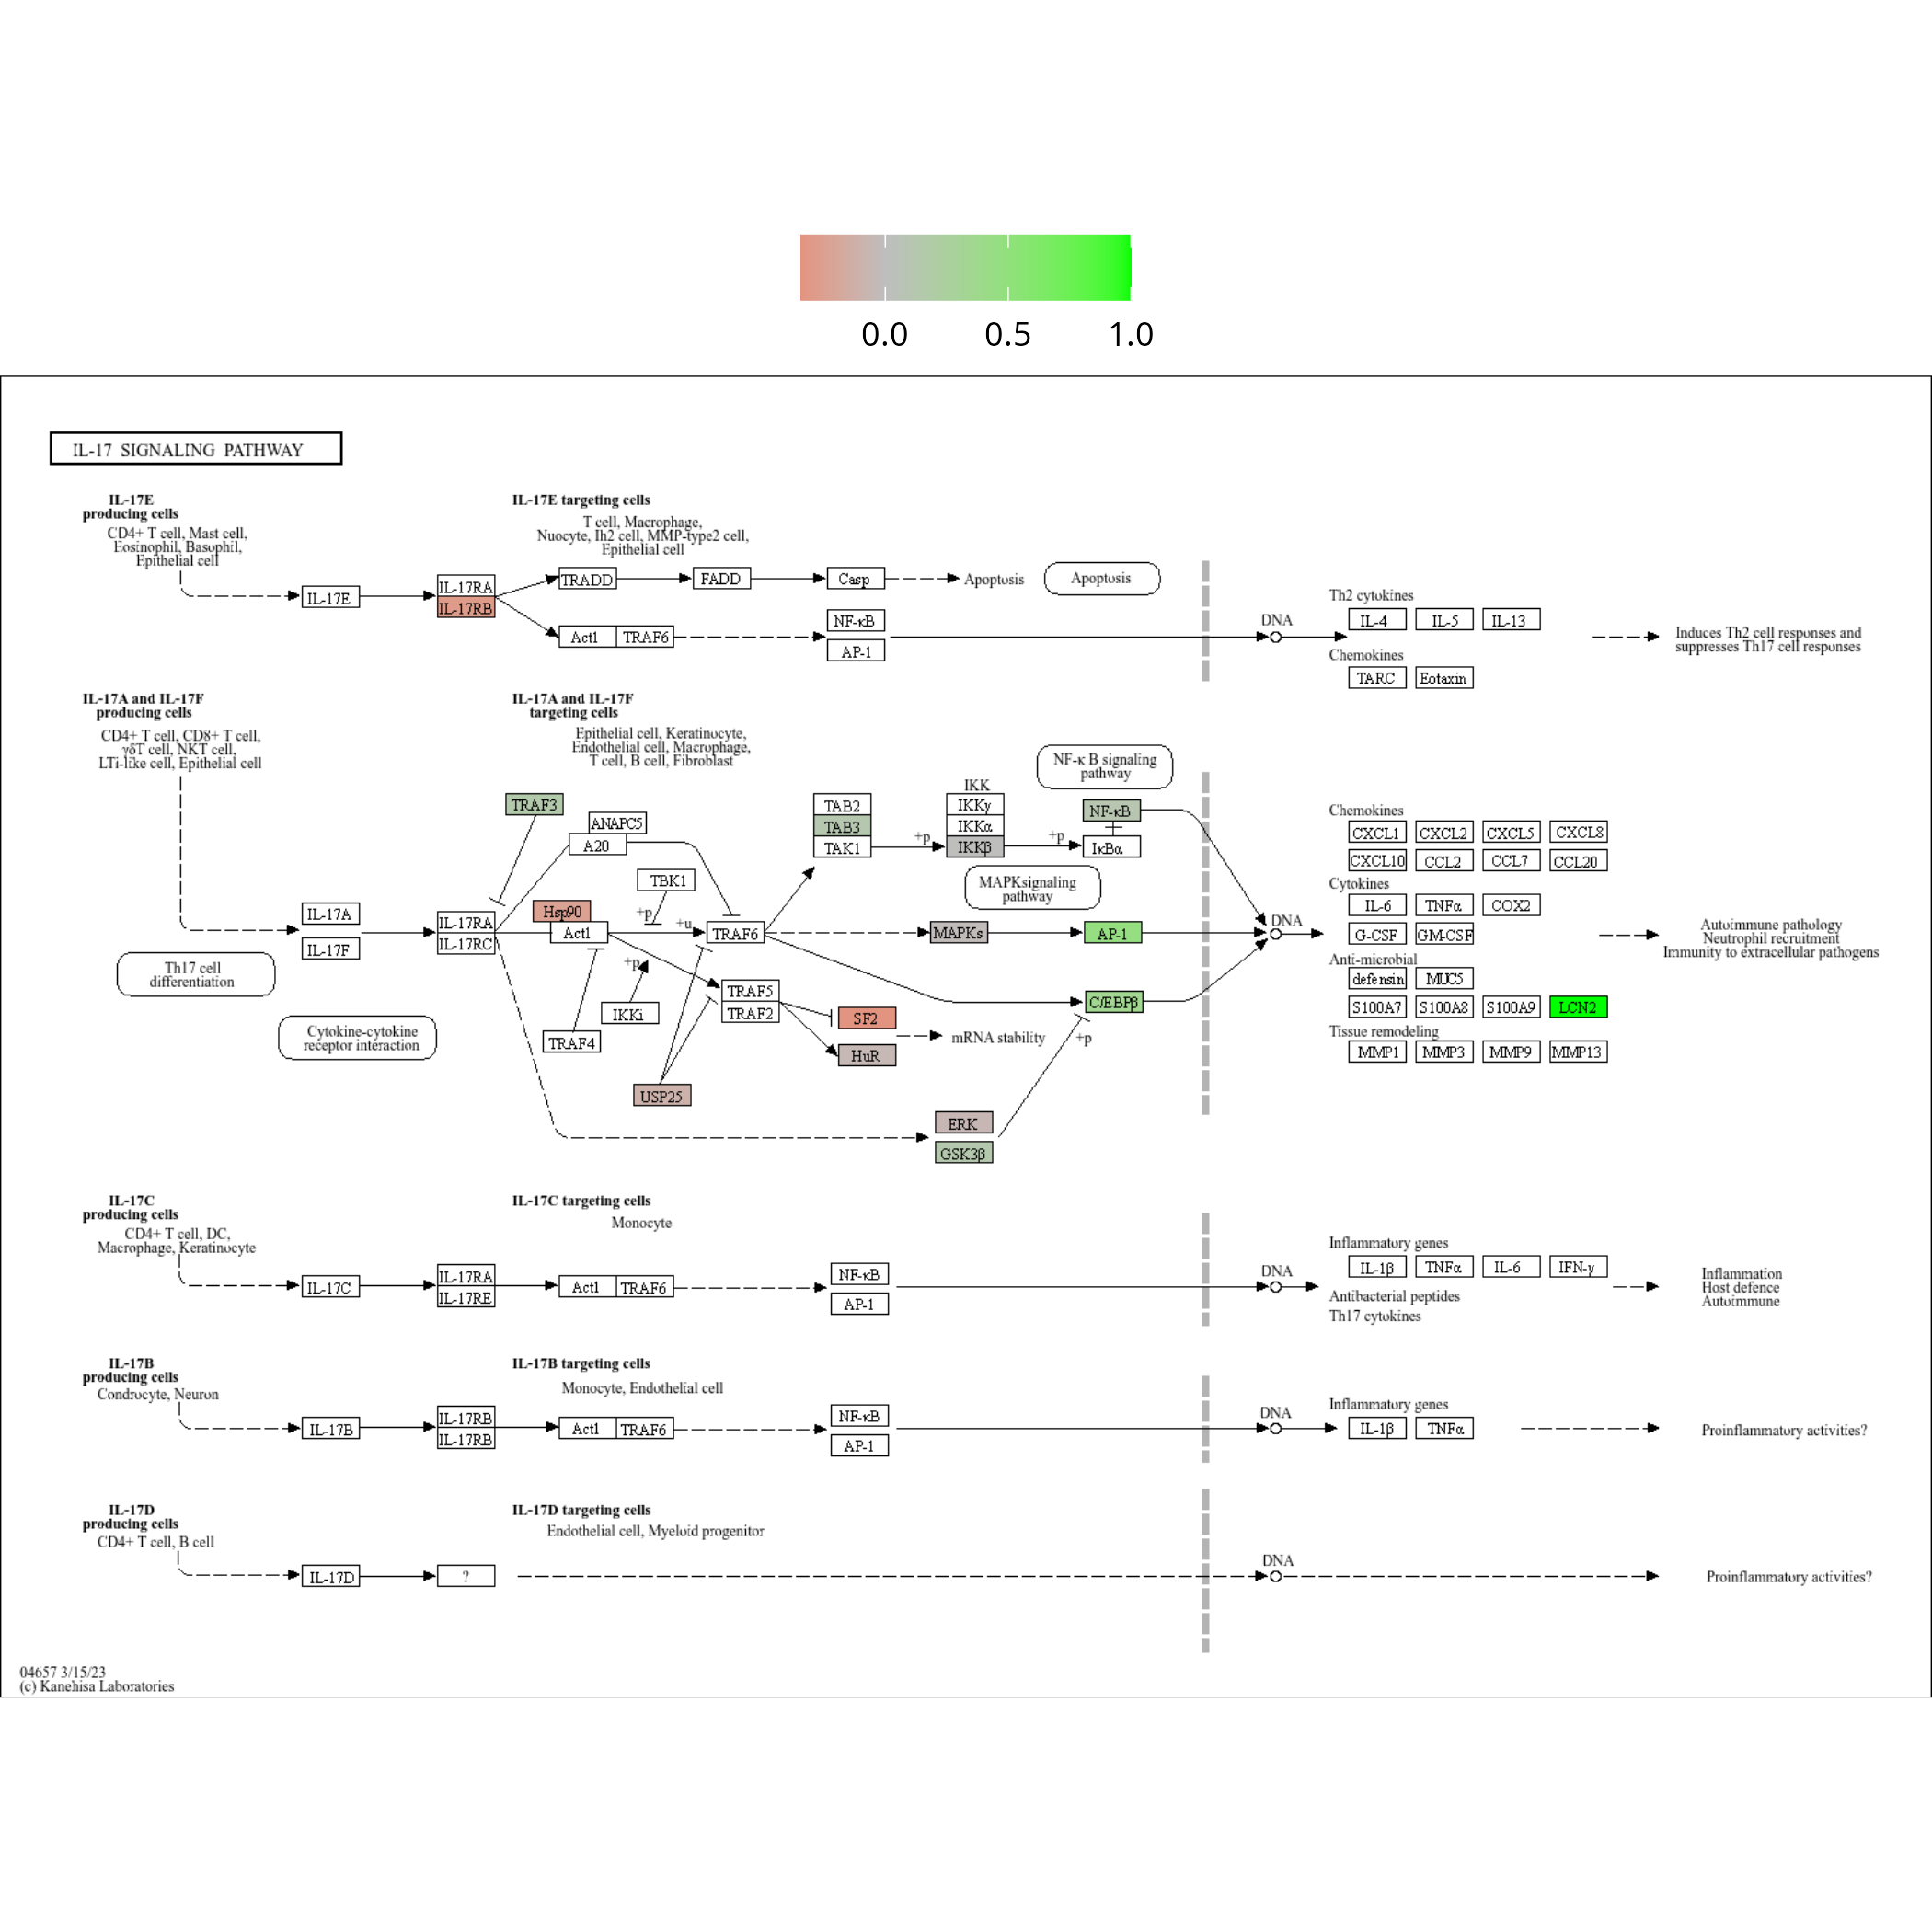 0.0 0.5 1.0
IL-17 SIGNALING PATHWAY
IL-17E
producing cells
CD4+ T cell, Mast cell,
Eosinophil, Basophil,
Epithelial cell
IL-17E targeting cells
T cell, Macrophage,
Nuocyte, Ih2 cell, MMP-type2 cell,
Epithelial cell
IL-17E
IL-17RA
IL-17RB
TRADD
FADD
Casp
Apoptosis
Apoptosis
Act1
TRAF6
NF-κB
AP-1
DNA
Th2 cytokines
IL-4
IL-5
IL-13
Chemokines
TARC
Eotaxin
Induces Th2 cell responses and
suppresses Th17 cell responses
IL-17A and IL-17F
producing cells
CD4+ T cell, CD8+ T cell,
γδT cell, NKT cell,
LTi-like cell, Epithelial cell
IL-17A and IL-17F
targeting cells
Epithelial cell, Keratinocyte,
Endothelial cell, Macrophage,
T cell, B cell, Fibroblast
IL-17A
IL-17F
Th17 cell
differentiation
Cytokine-cytokine
receptor interaction
IL-17RA
IL-17RC
TRAF3
ANAPC5
A20
TBK1
Hsp90
Act1
+p
+u
+p
IKKi
TRAF4
USP25
TRAF6
TRAF5
TRAF2
SF2
HuR
mRNA stability
TAB2
TAB3
TAK1
+p
IKK
IKKγ
IKKα
IKKβ
+p
NF-κ B signaling
pathway
NF-κB
IκBα
MAPKsignaling
pathway
MAPKs
AP-1
C/EBPβ
+p
ERK
GSK3β
DNA
Chemokines
CXCL1
CXCL2
CXCL5
CXCL8
CXCL10
CCL2
CCL7
CCL20
Cytokines
IL-6
TNFα
COX2
G-CSF
GM-CSF
Anti-microbial
defensin
MUC5
S100A7
S100A8
S100A9
LCN2
Tissue remodeling
MMP1
MMP3
MMP9
MMP13
Autoimmune pathology
Neutrophil recruitment
Immunity to extracellular pathogens
IL-17C
producing cells
CD4+ T cell, DC,
Macrophage, Keratinocyte
IL-17C targeting cells
Monocyte
IL-17C
IL-17RA
IL-17RE
Act1
TRAF6
NF-κB
AP-1
DNA
Inflammatory genes
IL-1β
TNFα
IL-6
IFN-γ
Antibacterial peptides
Th17 cytokines
Inflammation
Host defence
Autoimmune
IL-17B
producing cells
Condrocyte, Neuron
IL-17B targeting cells
Monocyte, Endothelial cell
IL-17B
IL-17RB
IL-17RB
Act1
TRAF6
NF-κB
AP-1
DNA
Inflammatory genes
IL-1β
TNFα
Proinflammatory activities?
IL-17D
producing cells
CD4+ T cell, B cell
IL-17D targeting cells
Endothelial cell, Myeloid progenitor
IL-17D
?
DNA
Proinflammatory activities?
04657 3/15/23
(c) Kanehisa Laboratories